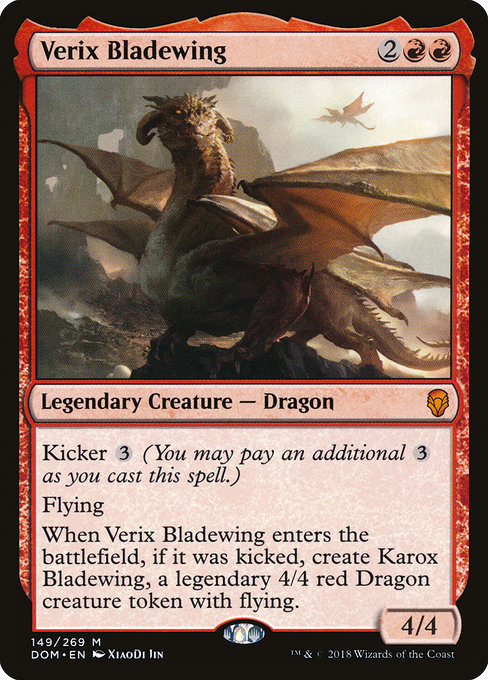 Verix Bladewing 2
Legendary Creature — Dragon
Kicker 3 (You may pay an additional 3
as you cast this spell.)
Flying
When Verix Bladewing enters the
battlefield, if it was kicked, create Karox
Bladewing, a legendary 4/4 red Dragon
creature token with flying.
4/4
149/269 M
DOM • EN XiaoDi Jin
™ & © 2018 Wizards of the Coast